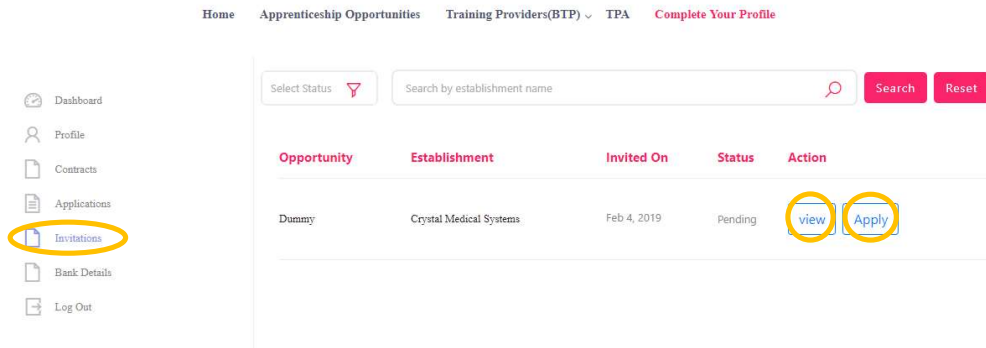 Home Apprenticeship Opportunities Training Providers(BTP) TPA Complete Your Profile
Select Status Search by establishment name Search Reset
Dashboard
Profile
Contracts
Applications
Invitations
Bank Details
Log Out
Opportunity Establishment Invited On Status Action
Dummy Crystal Medical Systems Feb 4, 2019 Pending view Apply